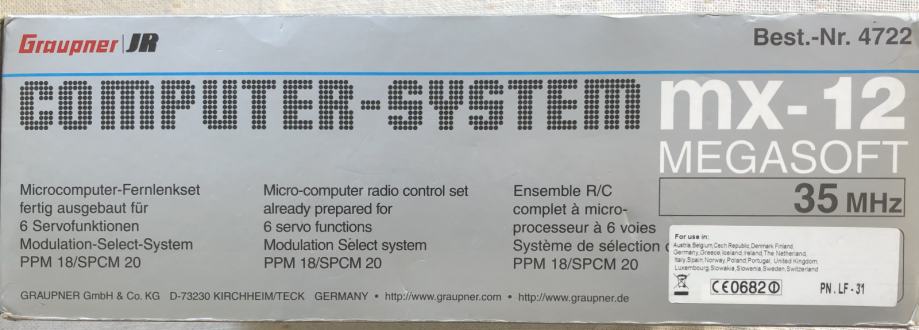 Graupner JR
Best.-Nr. 4722
COMPUTER-SYSTEM
mx-12
MEGASOFT
35 MHz
Microcomputer-Fernlenkset
fertig ausgebaut für
6 Servofunktionen
Modulation-Select-System
PPM 18/SPCM 20
Micro-computer radio control set
already prepared for
6 servo functions
Modulation Sèlect system
PPM 18/SPCM 20
Ensemble R/C
complet à micro-
processeur à 6 voies
Système de sélection
PPM 18/SPCM 20
For use in:
Austria,Belgium,Cech Republic,Denmark Finland,
Germany,Greece,Iceland,Ireland,The Netherland,
Italy,Spain,Norway,Poland,Portugal, United Kingdom,
Luxembourg,Slowakia,Slowenia,Sweden,Switzerland
CE0682
PN. LF-31
GRAUPNER GmbH & Co. KG D-73230 KIRCHHEIM/TECK GERMANY • http://www.graupner.com • http://www.graupner.de